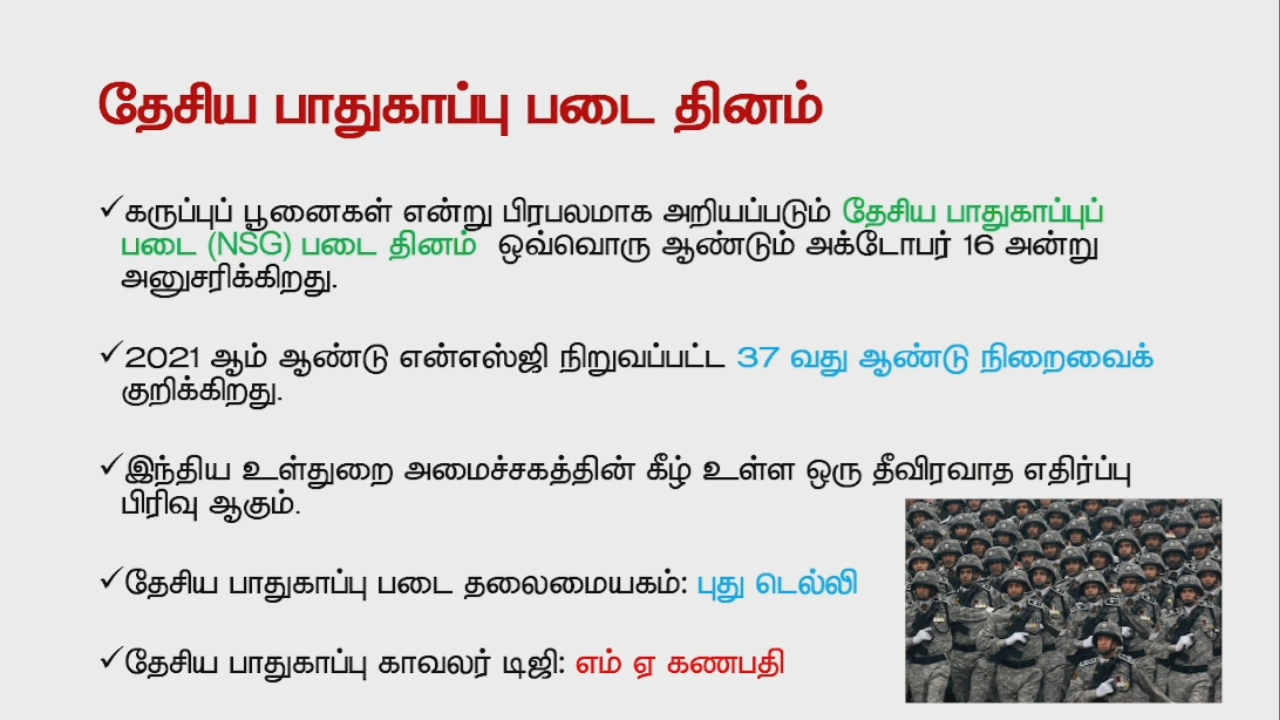 தேசிய பாதுகாப்பு படை தினம்
✓கருப்புப் பூனைகள் என்று பிரபலமாக அறியப்படும் தேசிய பாதுகாப்புப்
படை (NSG) படை தினம் ஒவ்வொரு ஆண்டும் அக்டோபர் 16 அன்று
அனுசரிக்கிறது.
✓2021 ஆம் ஆண்டு என்எஸ்ஜி நிறுவப்பட்ட 37 வது ஆண்டு நிறைவைக்
குறிக்கிறது.
✓இந்திய உள்துறை அமைச்சகத்தின் கீழ் உள்ள ஒரு தீவிரவாத எதிர்ப்பு
பிரிவு ஆகும்.
✓தேசிய பாதுகாப்பு படை தலைமையகம்: புது டெல்லி
✓தேசிய பாதுகாப்பு காவலர் டிஜி: எம் ஏ கணபதி